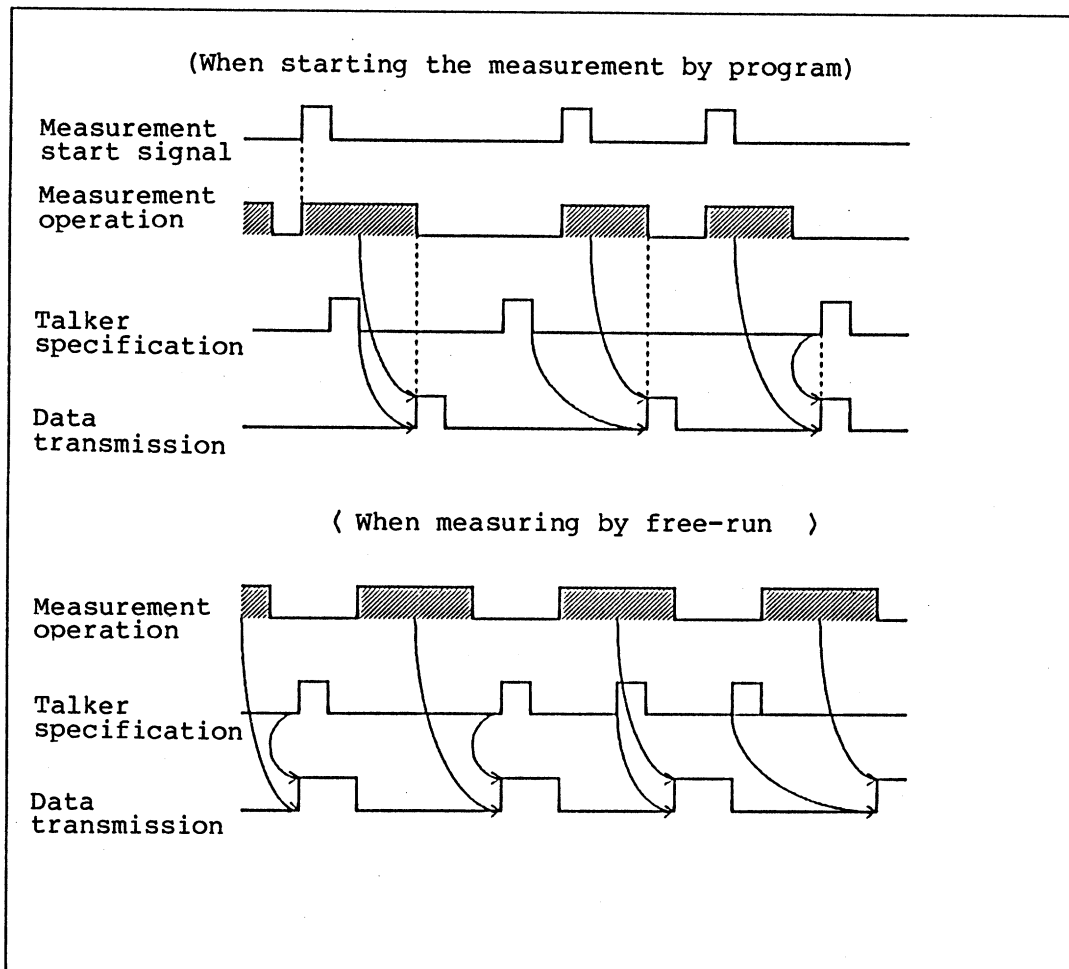 (When starting the measurement by program)
Measurement
start signal
Measurement
operation
Talker
specification
Data
transmission
⟨ When measuring by free-run ⟩
Measurement
operation
Talker
specification
Data
transmission